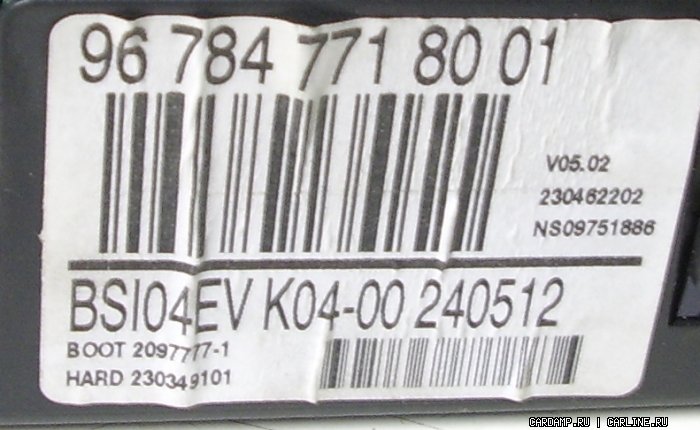 96 784 771 80 01
V05.02
230462202
NS09751886
BSI04EV K04-00 240512
BOOT 2097777-1
HARD 230349101
CARDAMP.RU | CARLINE.RU